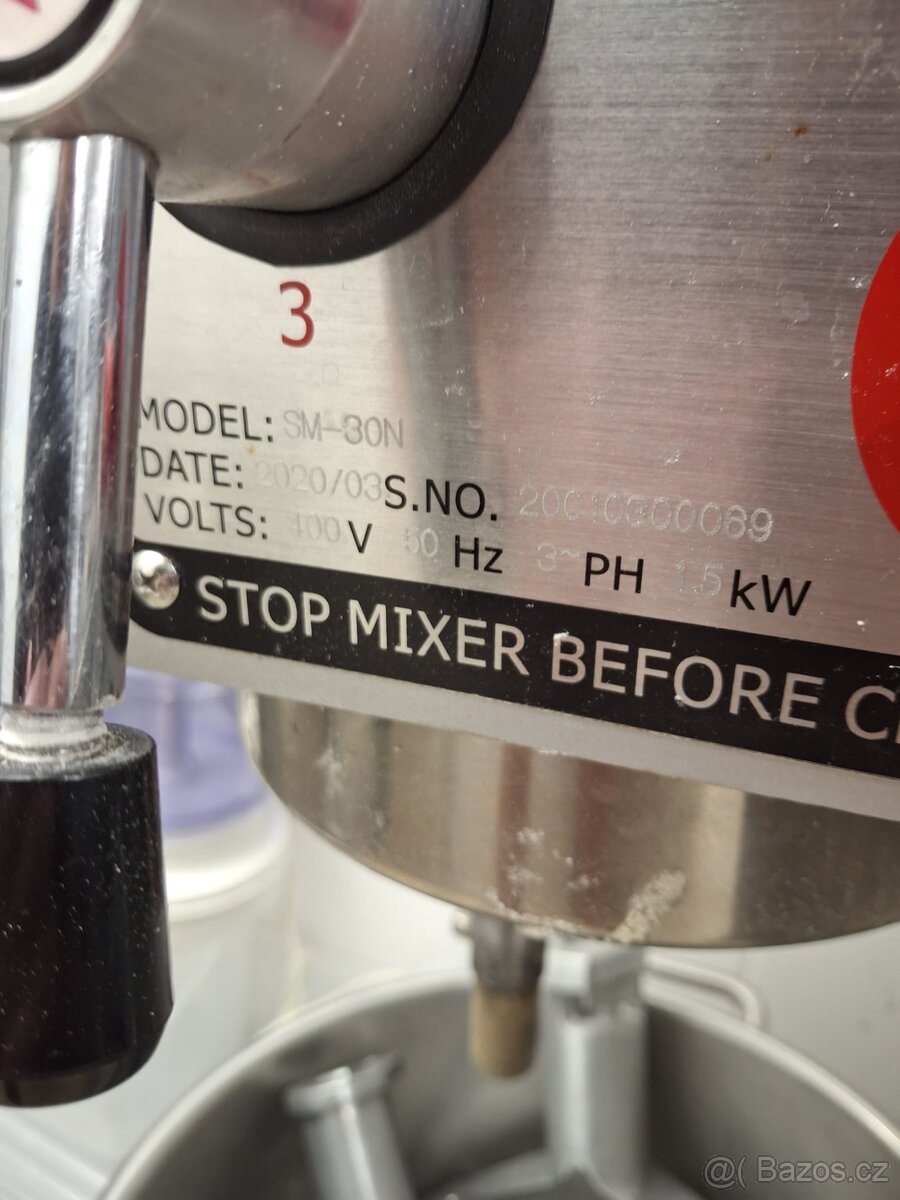 3
MODEL: SM-30N
DATE: 2020/03 S.NO. 20010300069
VOLTS: 400 V 50 Hz 3~ PH 1.5 kW
STOP MIXER BEFORE
@( Bazos.cz